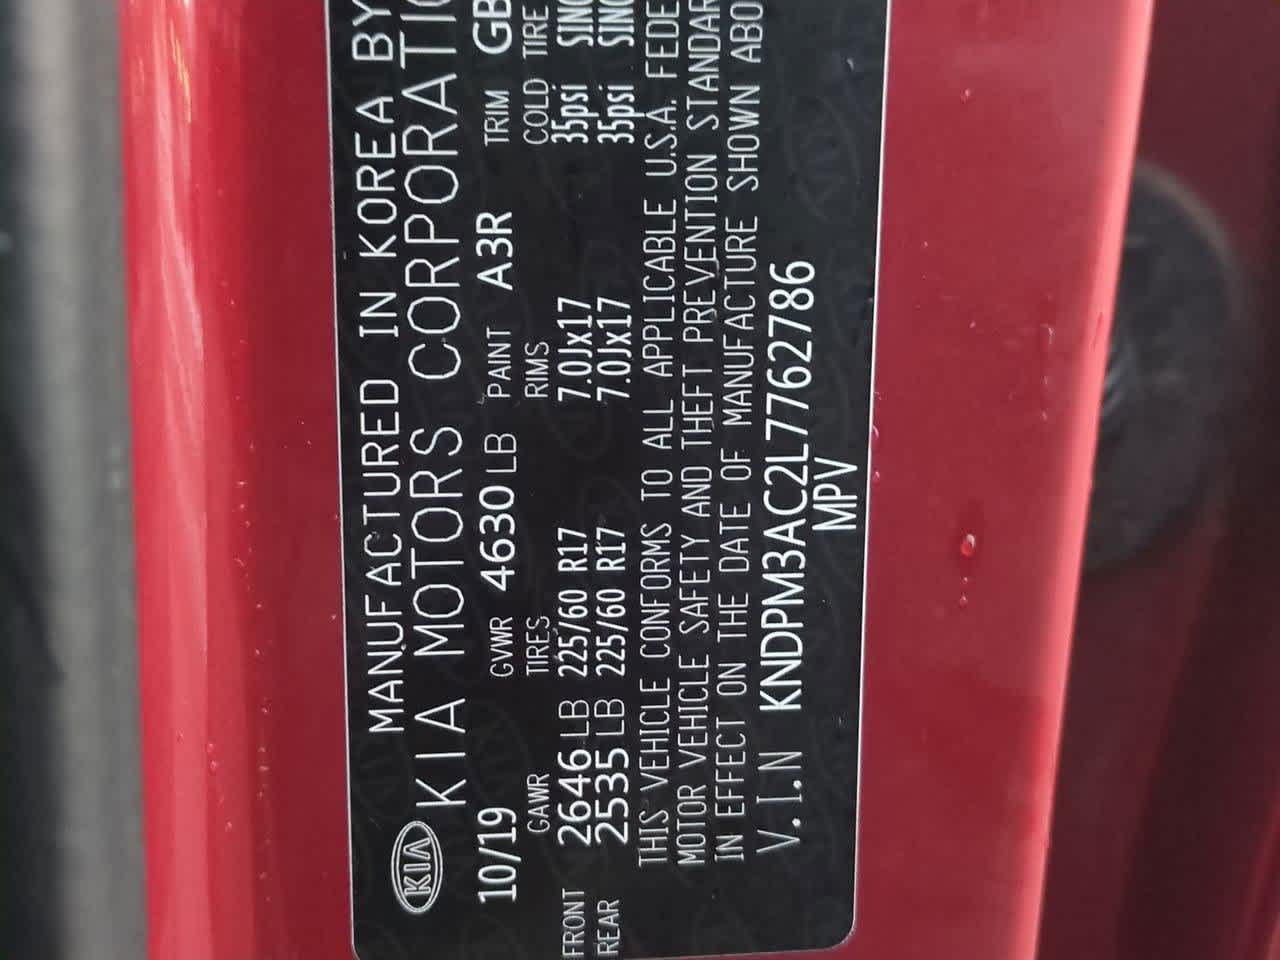 KIA
MANUFACTURED IN KOREA BY
KIA MOTORS CORPORATIO
10/19 GVWR 4630 LB PAINT A3R TRIM GB
GAWR TIRES RIMS COLD TIRE
FRONT 2646 LB 225/60 R17 7.0Jx17 35psi SING
REAR 2535 LB 225/60 R17 7.0Jx17 35psi SING
THIS VEHICLE CONFORMS TO ALL APPLICABLE U.S.A. FEDE
MOTOR VEHICLE SAFETY AND THEFT PREVENTION STANDAR
IN EFFECT ON THE DATE OF MANUFACTURE SHOWN ABO
V.I.N KNDPM3AC2L7762786
MPV